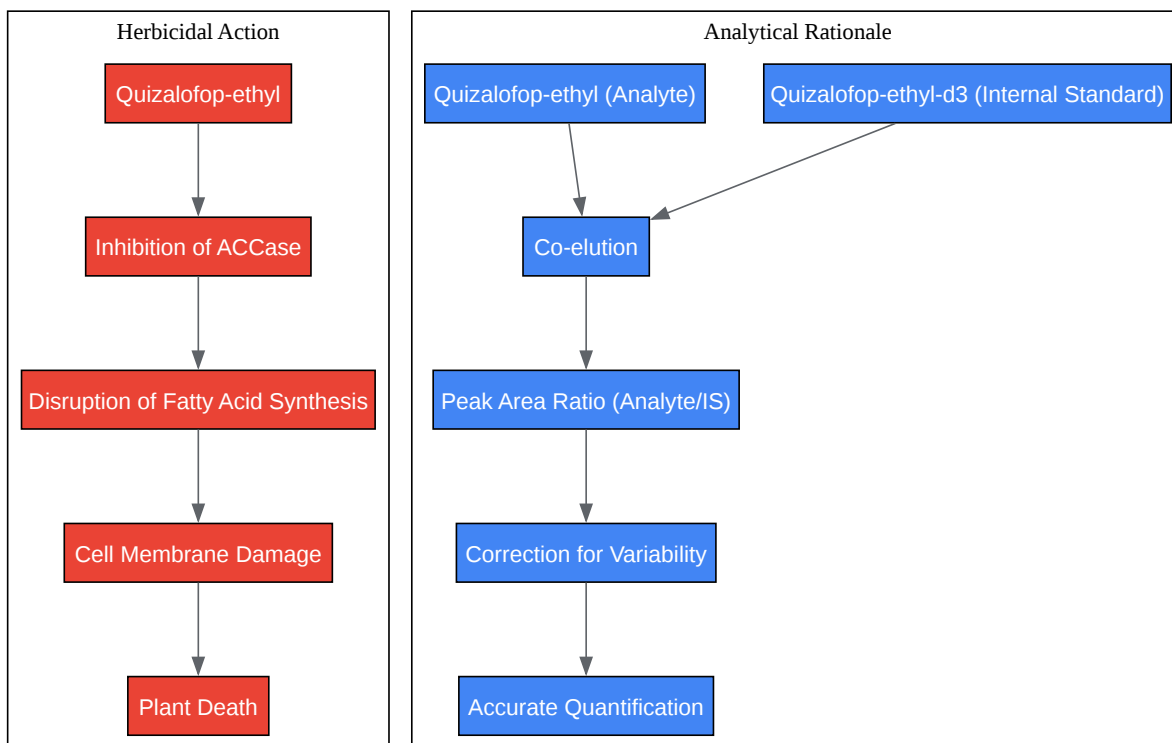 Herbicidal Action
Quizalofop-ethyl
Inhibition of ACCase
Disruption of Fatty Acid Synthesis
Cell Membrane Damage
Plant Death
Analytical Rationale
Quizalofop-ethyl (Analyte)
Quizalofop-ethyl-d3 (Internal Standard)
Co-elution
Peak Area Ratio (Analyte/IS)
Correction for Variability
Accurate Quantification